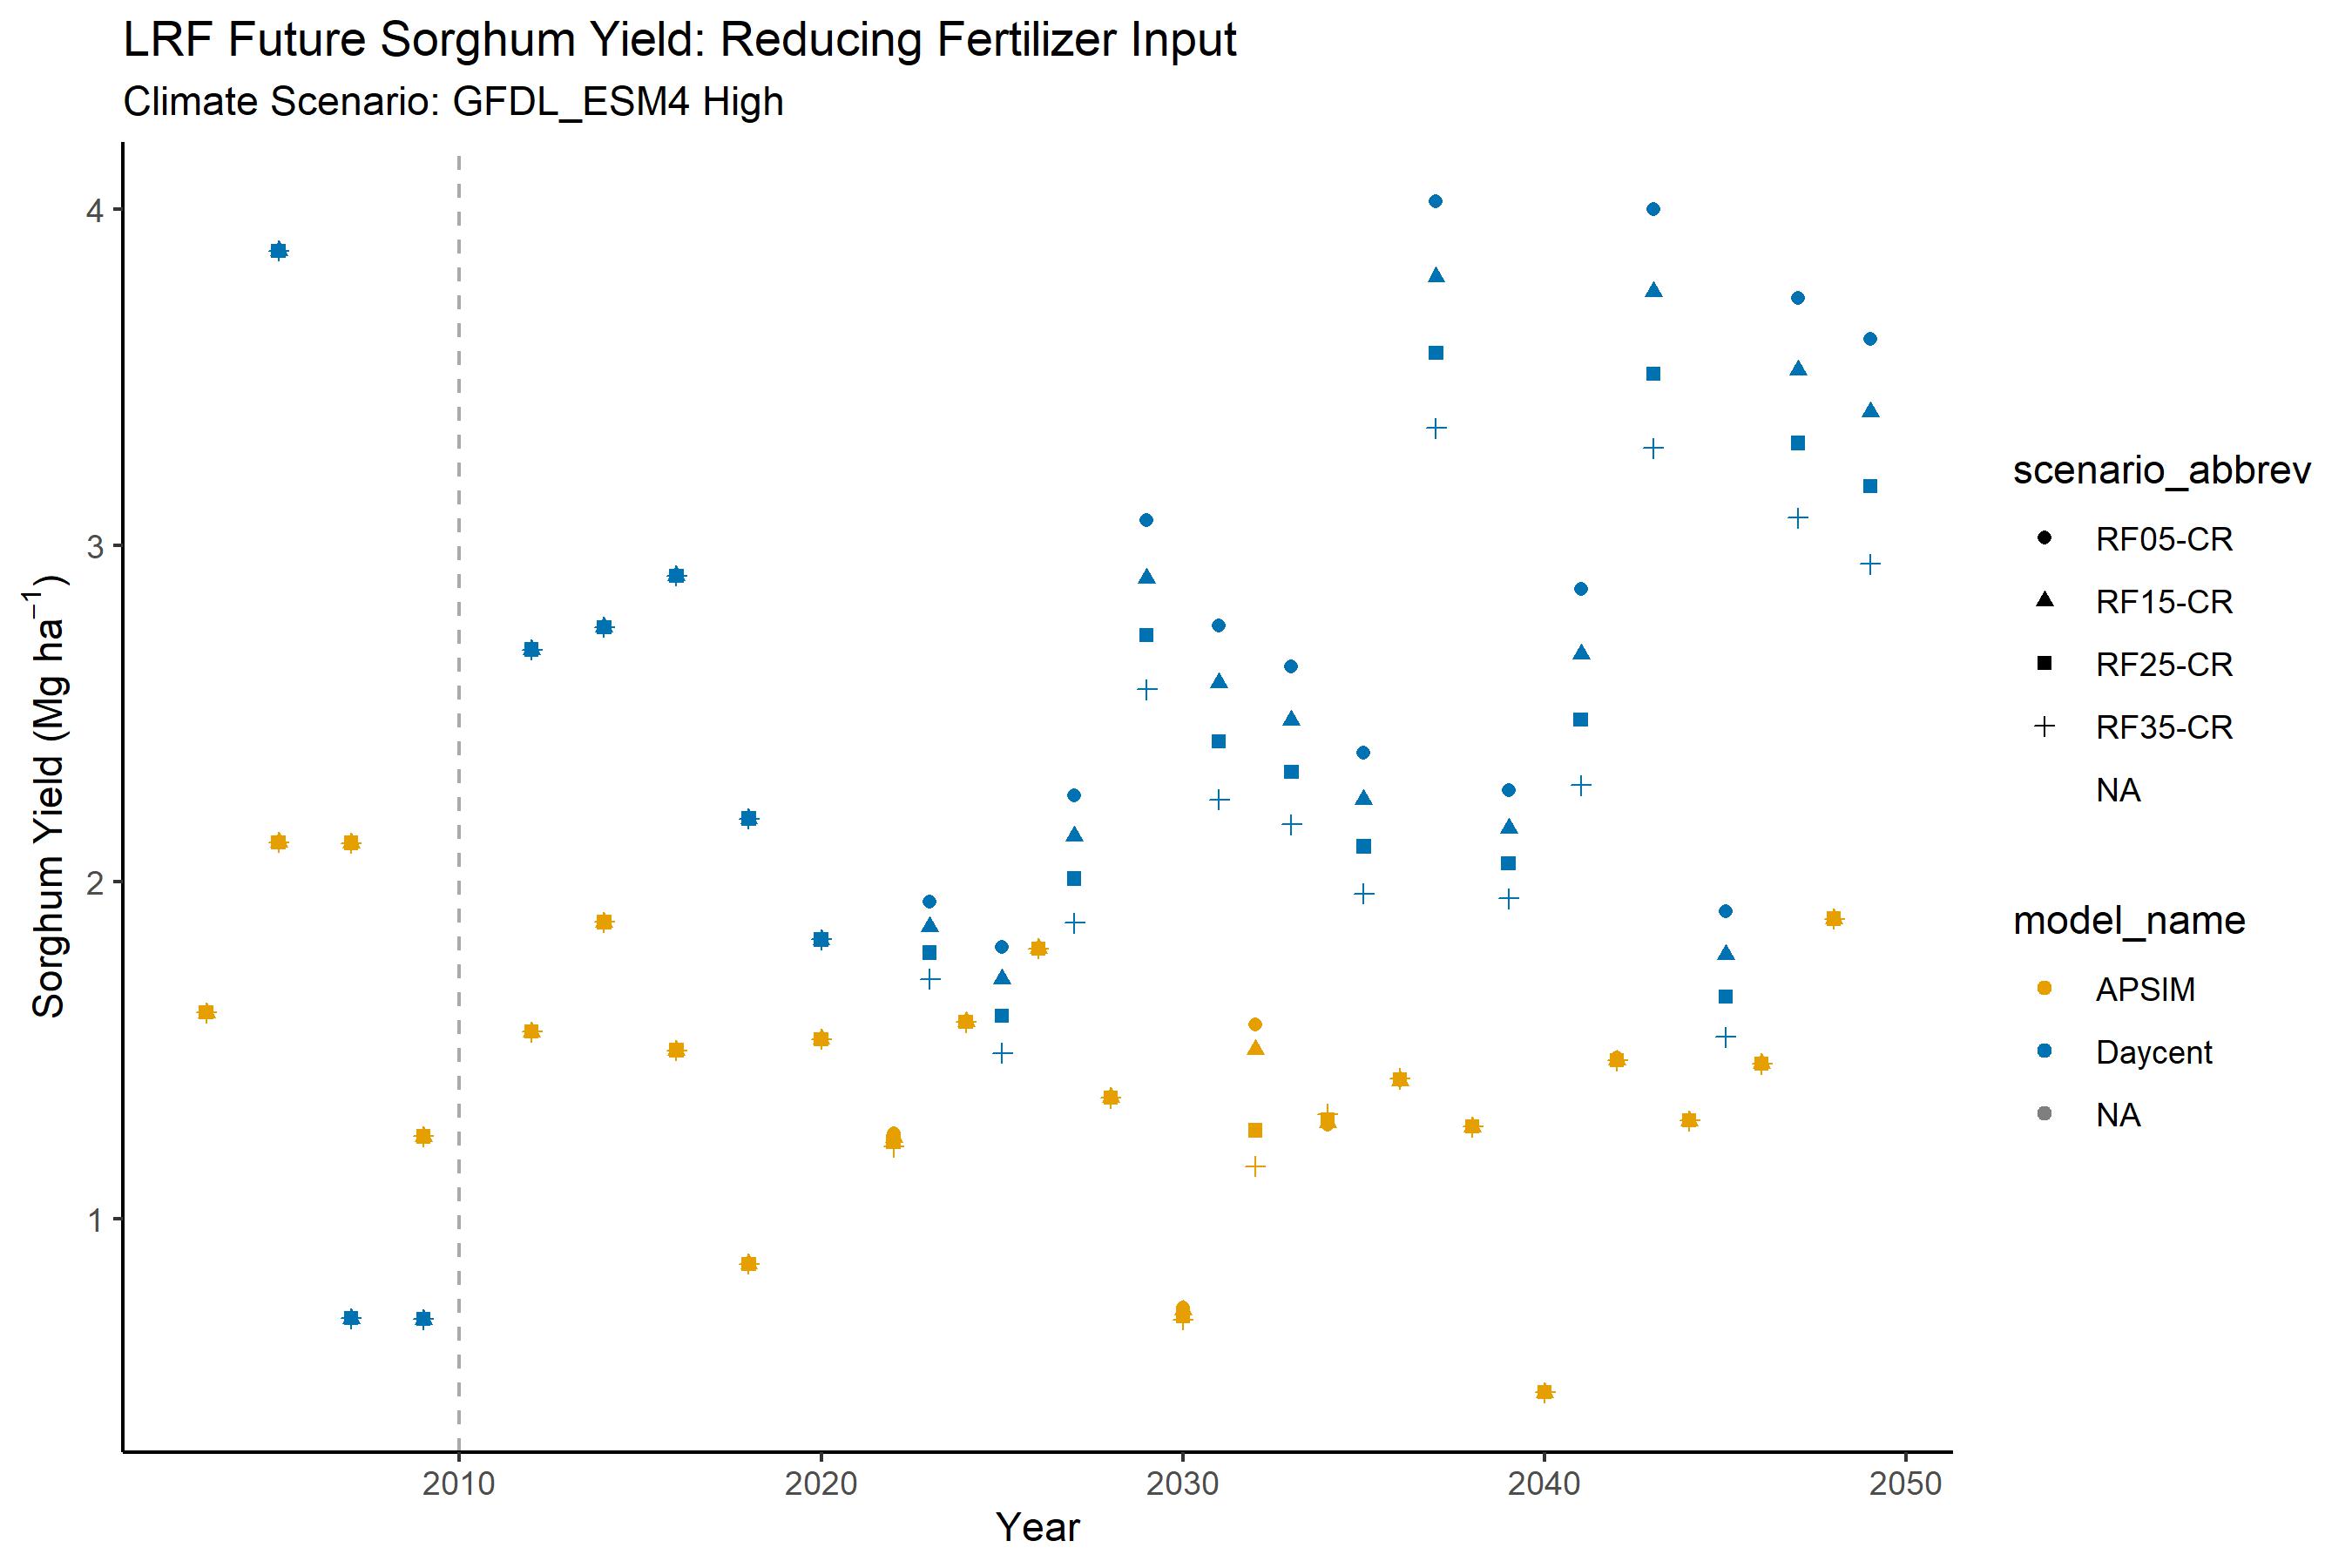 LRF Future Sorghum Yield: Reducing Fertilizer Input
Climate Scenario: GFDL_ESM4 High
Sorghum Yield (Mg ha⁻¹)
4
3
2
1
2010
2020
2030
2040
2050
Year
scenario_abbrev
RF05-CR
RF15-CR
RF25-CR
RF35-CR
NA
model_name
APSIM
Daycent
NA